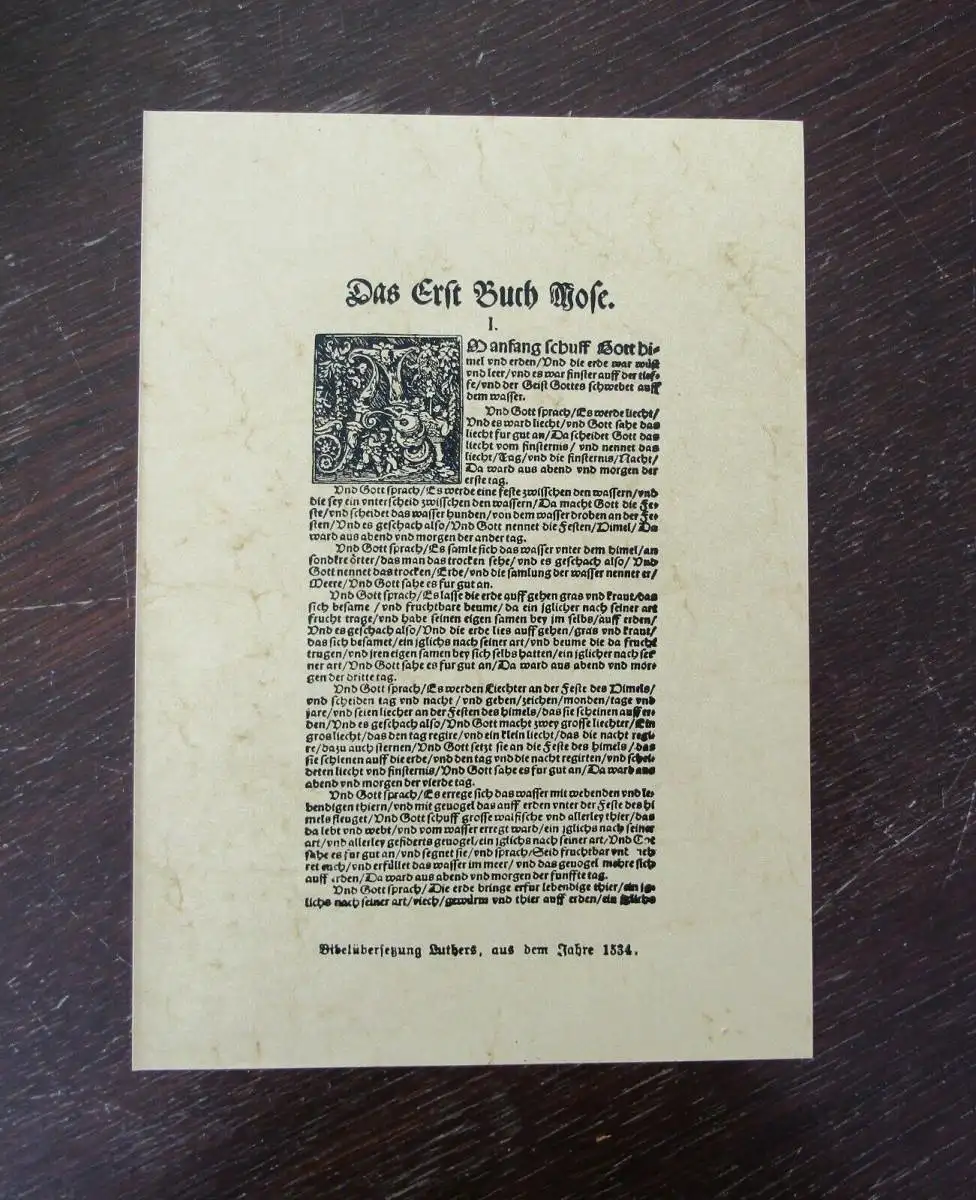 Das Erst Buch Mose.
I.
M anfang schuff Gott hi-
mel vnd erden/Vnd die erde war wüst
vnd leer/vnd es war finster auff der tief-
fe/vnd der Geist Gottes schwebet auff
dem wasser.
Vnd Gott sprach/Es werde liecht/
Vnd es ward liecht/vnd Gott sahe das
liecht fur gut an/Da scheidet Gott das
liecht vom finsternis/vnd nennet das
liecht/Tag/vnd die finsternis/Nacht/
Da ward aus abend vnd morgen der
erste tag.
Vnd Gott sprach/Es werde eine feste zwisschen den wassern/vnd
die sey ein vnterscheid zwisschen den wassern/Da macht Gott die Fe-
ste/vnd scheidet das wasser hunden/von dem wasser droben an der Fe-
sten/Vnd es geschach also/Vnd Gott nennet die Festen/Himel/Da
ward aus abend vnd morgen der ander tag.
Vnd Gott sprach/Es samle sich das wasser vnter dem himel/an
sondere örter/das man das trocken sehe/vnd es geschach also/Vnd
Gott nennet das trocken/Erde/vnd die samlung der wasser nennet er/
Meere/Vnd Gott sahe es fur gut an.
Vnd Gott sprach/Es lasse die erde auff gehen gras vnd kraut/das
sich besame/vnd fruchtbare beume/da ein jglicher nach seiner art
frucht trage/vnd habe seinen eigen samen bey jm selbs/auff erden/
Vnd es geschach also/Vnd die erde lies auff gehen/gras vnd kraut/
das sich besamet/ein jglichs nach seiner art/vnd beume die da frucht
trugen/vnd jren eigen samen bey sich selbs hatten/ein jglicher nach sei
ner art/Vnd Gott sahe es fur gut an/Da ward aus abend vnd mor-
gen der dritte tag.
Vnd Gott sprach/Es werden Liechter an der Feste des Himels/
vnd scheiden tag vnd nacht/vnd geben/zeichen/monden/tage vnd
jare/vnd seien liecher an der Festen des himels/das sie scheinen auff er-
den/Vnd es geschach also/Vnd Gott macht zwey grosse liechter/Ein
gros liecht/das den tag regire/vnd ein klein liecht/das die nacht regi-
re/dazu auch sternen/Vnd Gott setzt sie an die Feste des himels/das
sie schienen auff die erde/vnd den tag vnd die nacht regirten/vnd schei-
deten liecht vnd finsternis/Vnd Gott sahe es fur gut an/Da ward aus
abend vnd morgen der vierde tag.
Vnd Gott sprach/Es errege sich das wasser mit webenden vnd le-
bendigen thiern/vnd mit geuogel das auff erden vnter der Feste des hi
mels fleuget/Vnd Gott schuff grosse walfische vnd allerley thier/das
da lebt vnd webt/vnd vom wasser erregt ward/ein jglichs nach seiner
art/vnd allerley gefiderts geuogel/ein jglichs nach seiner art/Vnd
sahe es fur gut an/vnd segnet sie/vnd sprach/Seid fruchtbar vnd
ret euch/vnd erfüllet das wasser im meer/vnd das geuogel mehre sich
auff erden/Da ward aus abend vnd morgen der funffte tag.
Vnd Gott sprach/Die erde bringe erfur lebendige thier/ein jg-
lichs nach seiner art/viech/gewürm vnd thier auff erden/ein jglichs
Bibelübersetzung Luthers, aus dem Jahre 1534.